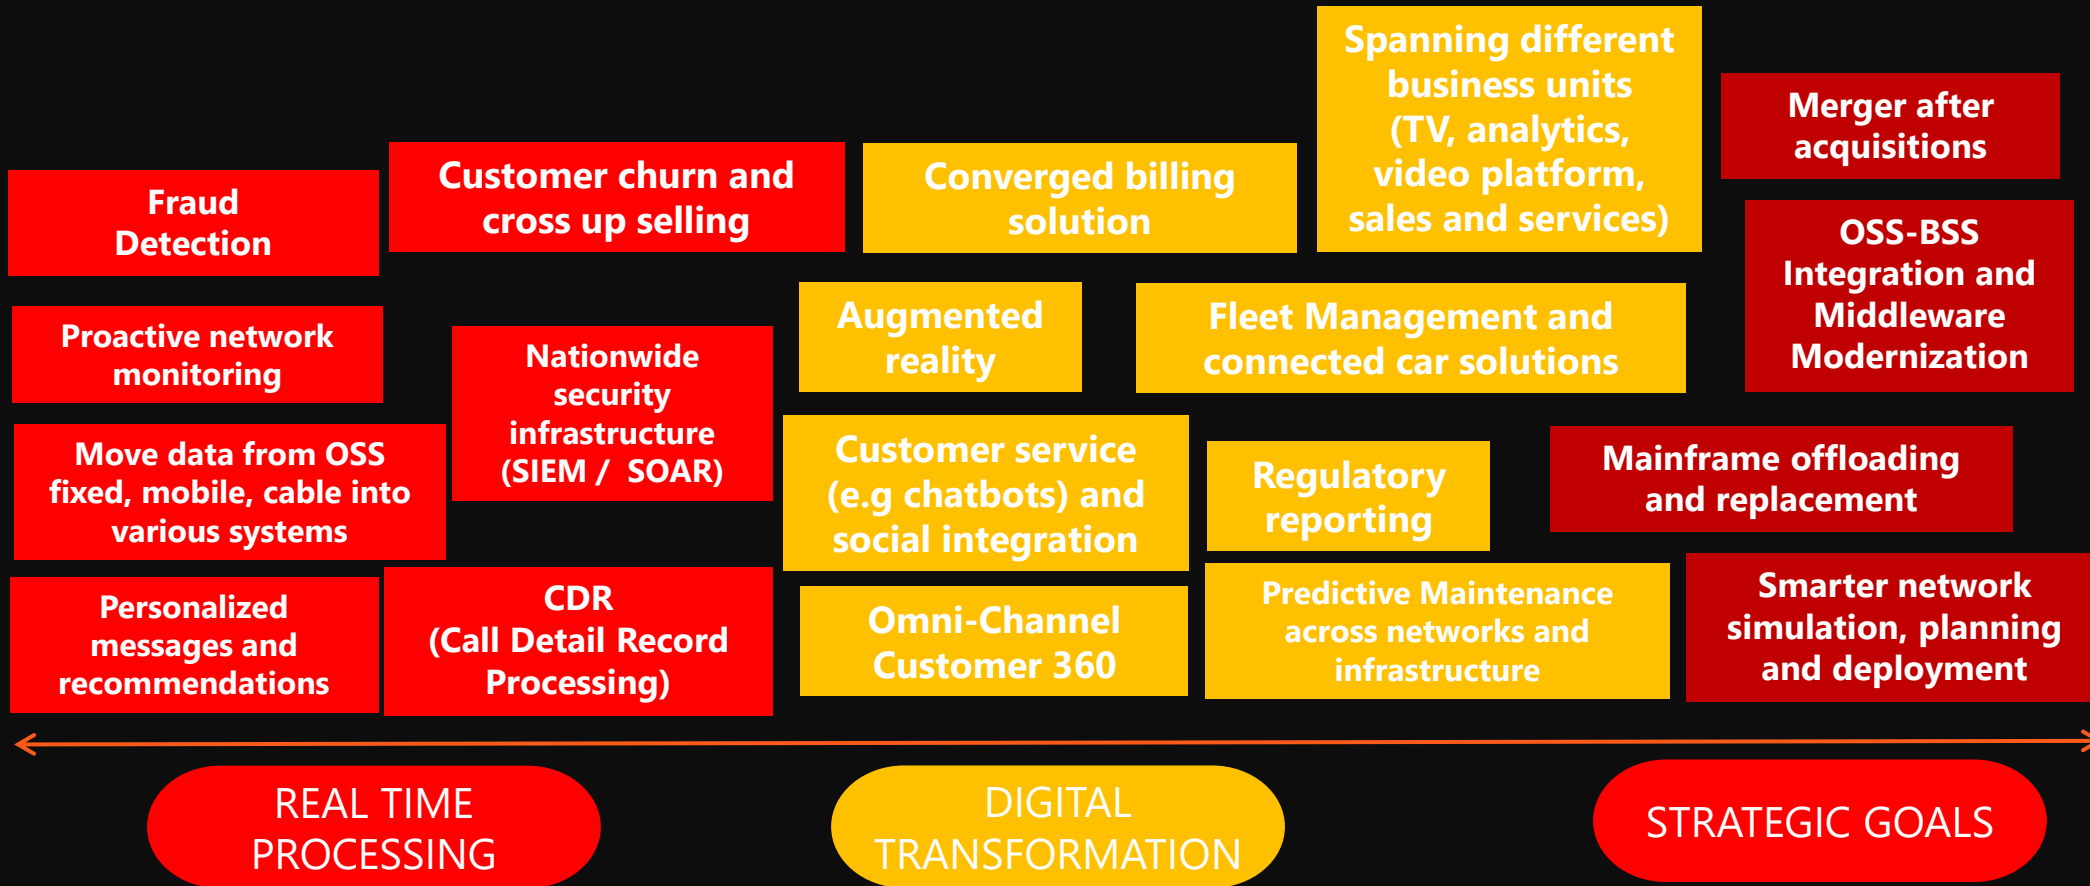 Spanning different
business units
(TV, analytics,
video platform,
sales and services)
Merger after
acquisitions
Customer churn and
cross up selling
Converged billing
solution
Fraud
Detection
OSS-BSS
Integration and
Middleware
Modernization
Augmented
reality
Fleet Management and
connected car solutions
Proactive network
monitoring
Nationwide
security
infrastructure
(SIEM / SOAR)
Move data from OSS
fixed, mobile, cable into
various systems
Customer service
(e.g chatbots) and
social integration
Regulatory
reporting
Mainframe offloading
and replacement
Personalized
messages and
recommendations
CDR
(Call Detail Record
Processing)
Omni-Channel
Customer 360
Predictive Maintenance
across networks and
infrastructure
Smarter network
simulation, planning
and deployment
REAL TIME
PROCESSING
DIGITAL
TRANSFORMATION
STRATEGIC GOALS